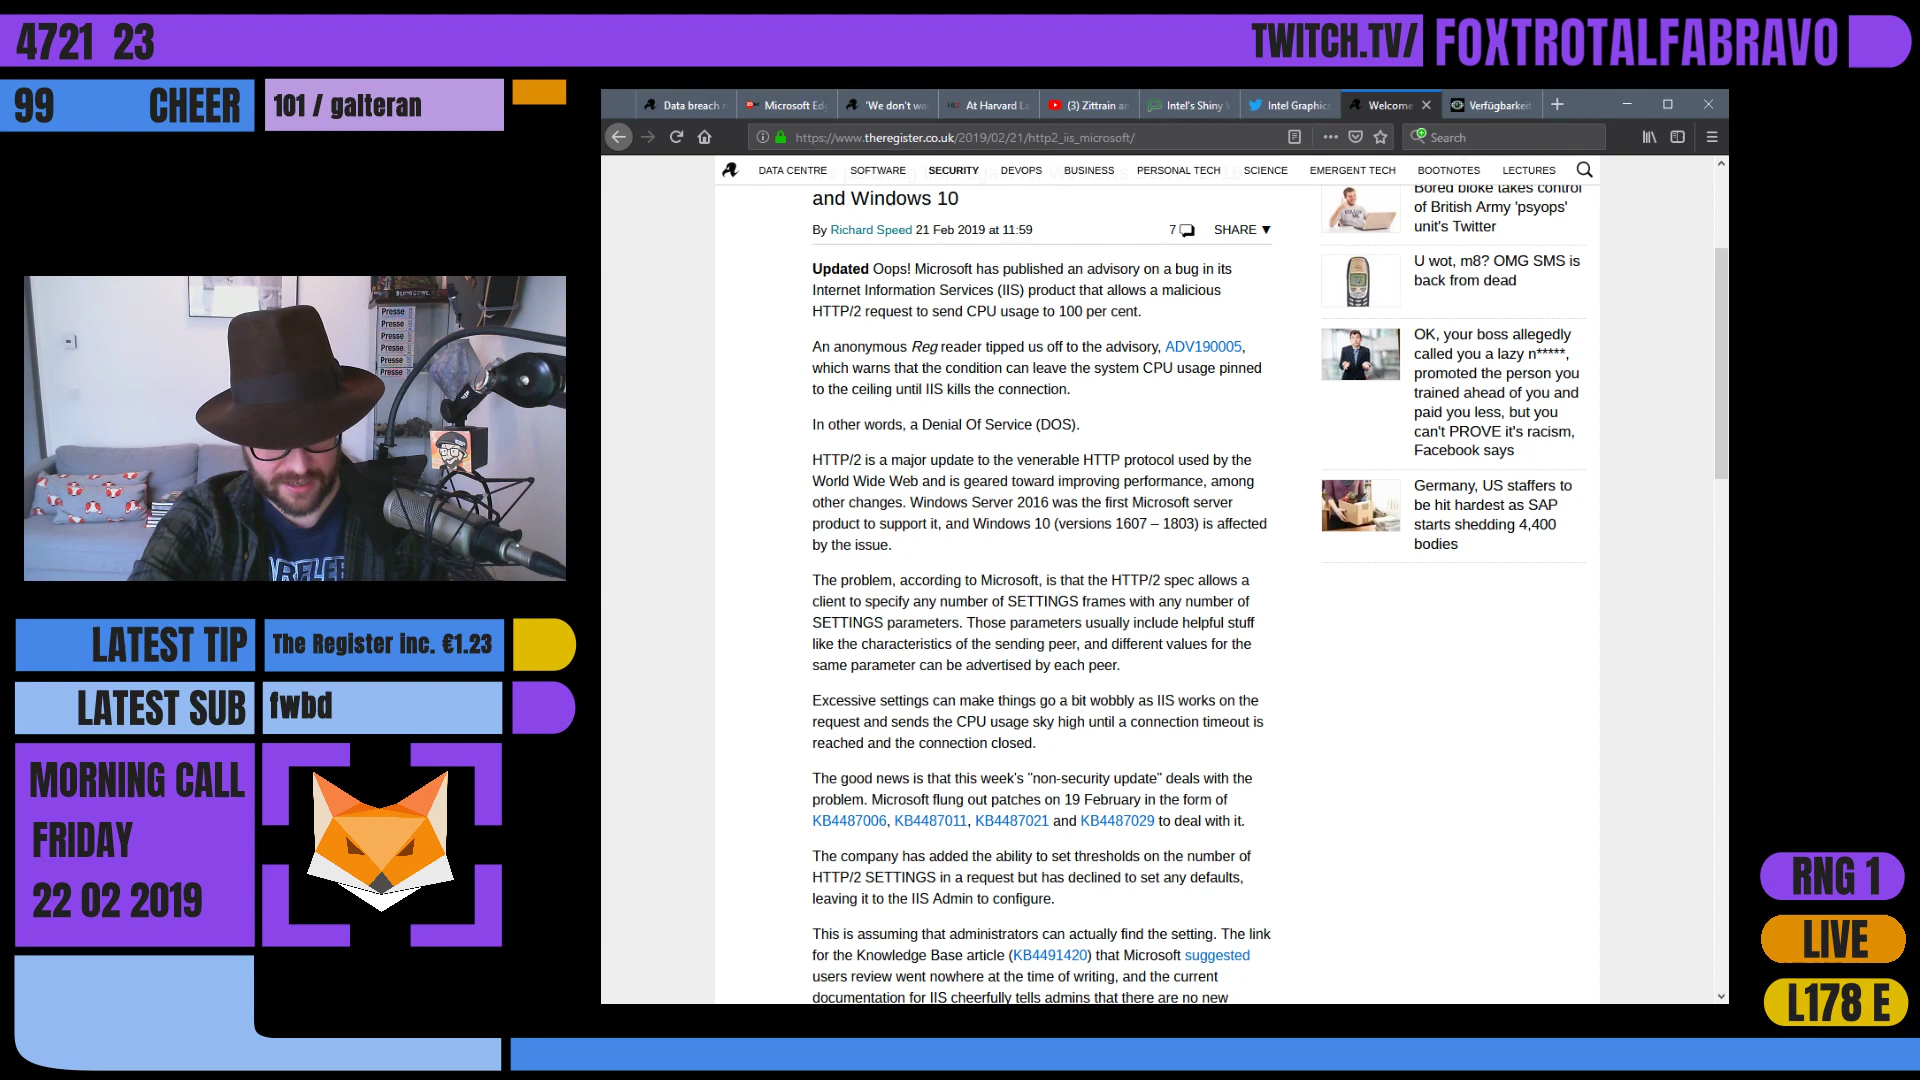 4721 23
TWITCH.TV/ FOXTROTALFABRAVO
99 CHEER
101 / galteran
Data breach
Microsoft Ed
"We don't wa
At Harvard La
(3) Zittrain an
Intel's Shiny
Intel Graphic
Welcome
Verfügbarkeit
https://www.theregister.co.uk/2019/02/21/http2_iis_microsoft/
Search
DATA CENTRE SOFTWARE SECURITY DEVOPS BUSINESS PERSONAL TECH SCIENCE EMERGENT TECH BOOTNOTES LECTURES
and Windows 10
By Richard Speed 21 Feb 2019 at 11:59
7
SHARE ▼
Updated Oops! Microsoft has published an advisory on a bug in its
Internet Information Services (IIS) product that allows a malicious
HTTP/2 request to send CPU usage to 100 per cent.
An anonymous Reg reader tipped us off to the advisory, ADV190005,
which warns that the condition can leave the system CPU usage pinned
to the ceiling until IIS kills the connection.
In other words, a Denial Of Service (DOS).
HTTP/2 is a major update to the venerable HTTP protocol used by the
World Wide Web and is geared toward improving performance, among
other changes. Windows Server 2016 was the first Microsoft server
product to support it, and Windows 10 (versions 1607 – 1803) is affected
by the issue.
The problem, according to Microsoft, is that the HTTP/2 spec allows a
client to specify any number of SETTINGS frames with any number of
SETTINGS parameters. Those parameters usually include helpful stuff
like the characteristics of the sending peer, and different values for the
same parameter can be advertised by each peer.
Excessive settings can make things go a bit wobbly as IIS works on the
request and sends the CPU usage sky high until a connection timeout is
reached and the connection closed.
The good news is that this week's "non-security update" deals with the
problem. Microsoft flung out patches on 19 February in the form of
KB4487006, KB4487011, KB4487021 and KB4487029 to deal with it.
The company has added the ability to set thresholds on the number of
HTTP/2 SETTINGS in a request but has declined to set any defaults,
leaving it to the IIS Admin to configure.
This is assuming that administrators can actually find the setting. The link
for the Knowledge Base article (KB4491420) that Microsoft suggested
users review went nowhere at the time of writing, and the current
documentation for IIS cheerfully tells admins that there are no new
Bored bloke takes control
of British Army 'psyops'
unit's Twitter
U wot, m8? OMG SMS is
back from dead
OK, your boss allegedly
called you a lazy n*****,
promoted the person you
trained ahead of you and
paid you less, but you
can't PROVE it's racism,
Facebook says
Germany, US staffers to
be hit hardest as SAP
starts shedding 4,400
bodies
Presse
Presse
Presse
Presse
Presse
Presse
LATEST TIP
The Register inc. €1.23
LATEST SUB
fwbd
MORNING CALL
FRIDAY
22 02 2019
RNG 1
LIVE
L178 E